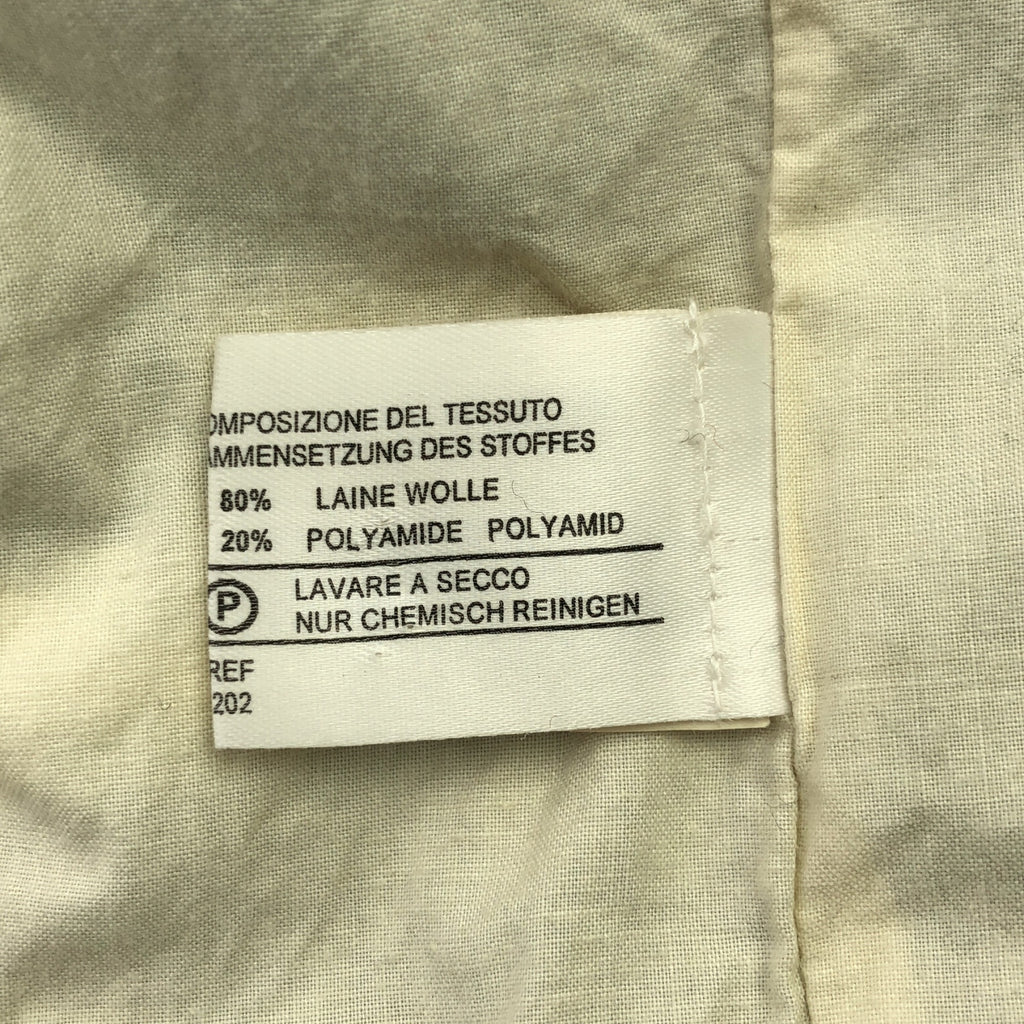 OMPOSIZIONE DEL TESSUTO
AMMENSETZUNG DES STOFFES
80% LAINE WOLLE
20% POLYAMIDE POLYAMID
P LAVARE A SECCO
NUR CHEMISCH REINIGEN
REF
202